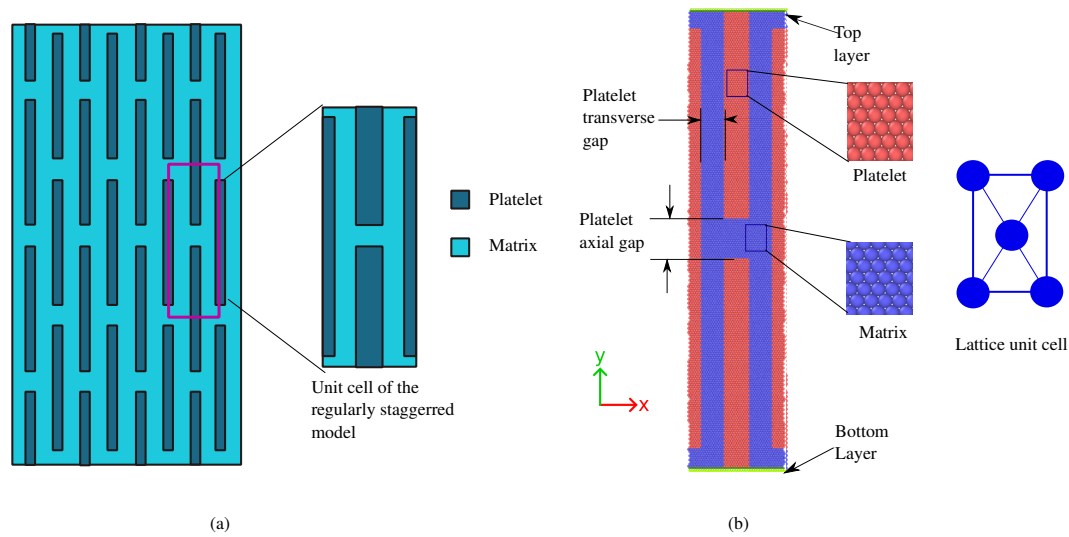 Platelet
Matrix
Unit cell of the
regularly staggerred
model
(a)
Top
layer
Platelet
transverse
gap
Platelet
Platelet
axial gap
Matrix
Lattice unit cell
y
x
Bottom
Layer
(b)